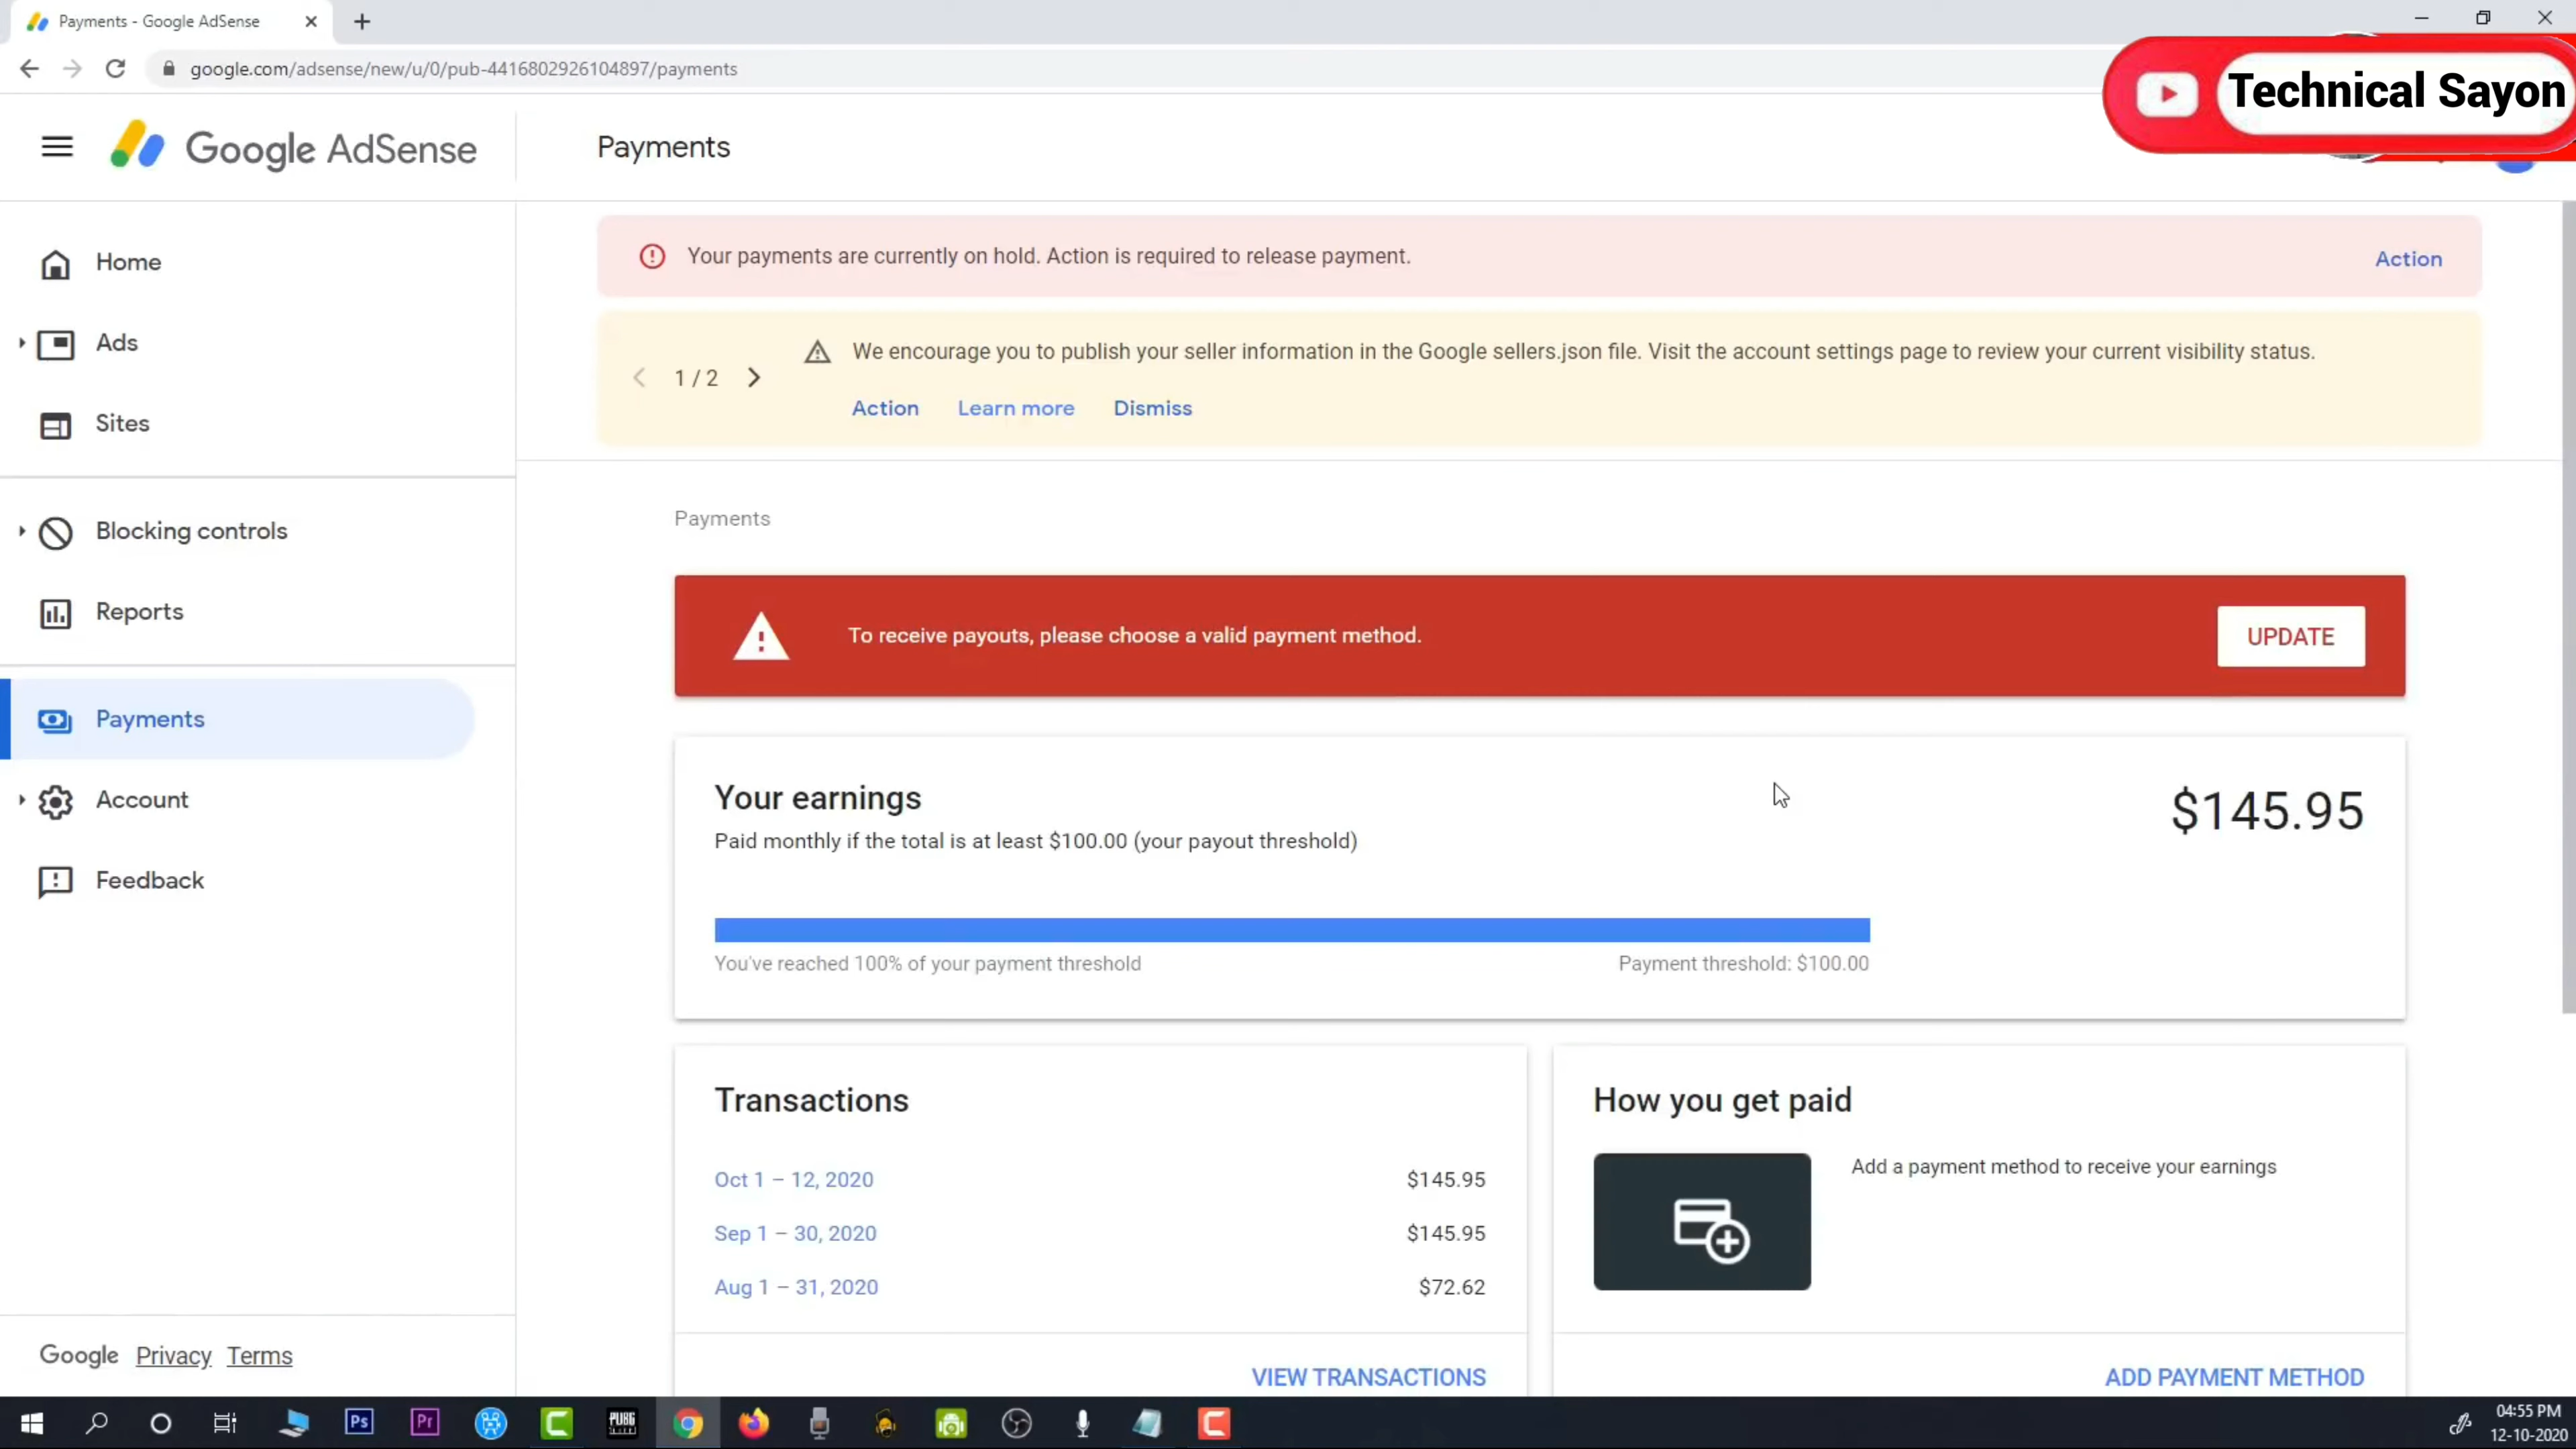 Payments - Google AdSense
google.com/adsense/new/u/0/pub-4416802926104897/payments
Technical Sayon
Google AdSense
Payments
Home
Ads
Sites
Blocking controls
Reports
Payments
Account
Feedback
Google Privacy Terms
Your payments are currently on hold. Action is required to release payment.
Action
1 / 2
We encourage you to publish your seller information in the Google sellers.json file. Visit the account settings page to review your current visibility status.
Action Learn more Dismiss
Payments
To receive payouts, please choose a valid payment method.
UPDATE
Your earnings
$145.95
Paid monthly if the total is at least $100.00 (your payout threshold)
You've reached 100% of your payment threshold
Payment threshold: $100.00
Transactions
Oct 1 – 12, 2020 $145.95
Sep 1 – 30, 2020 $145.95
Aug 1 – 31, 2020 $72.62
VIEW TRANSACTIONS
How you get paid
Add a payment method to receive your earnings
ADD PAYMENT METHOD
Ps
Pr
PUBG
04:55 PM
12-10-2020